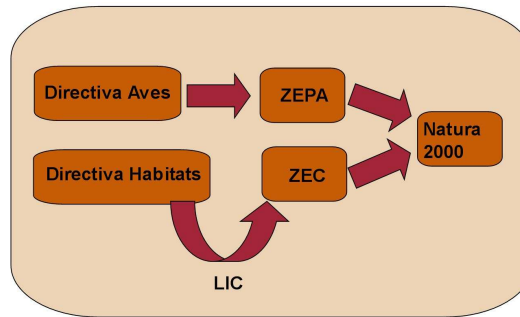 Directiva Aves
ZEPA
Natura
2000
Directiva Habitats
ZEC
LIC